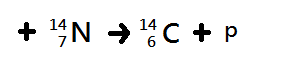 + ¹⁴₇N → ¹⁴₆C + p